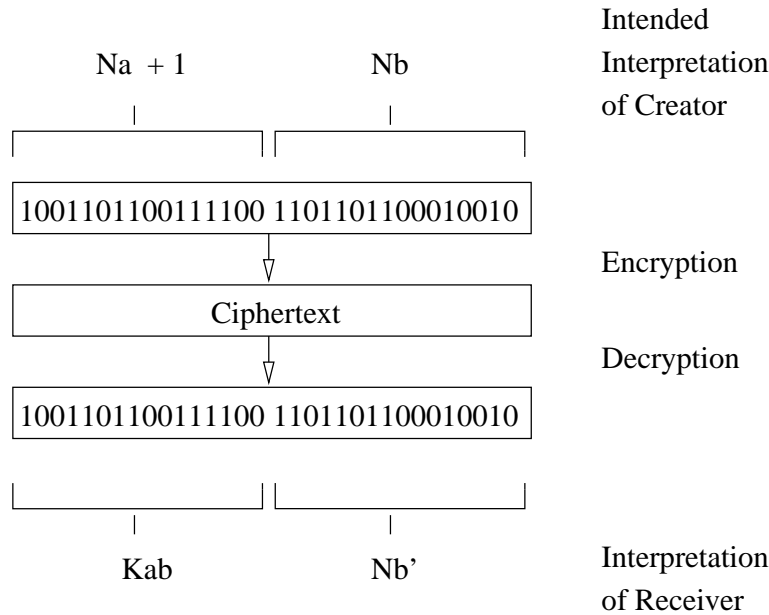 Intended
Na + 1 Nb Interpretation
of Creator
1001101100111100 1101101100010010
Encryption
Ciphertext
Decryption
1001101100111100 1101101100010010
Kab Nb’ Interpretation
of Receiver